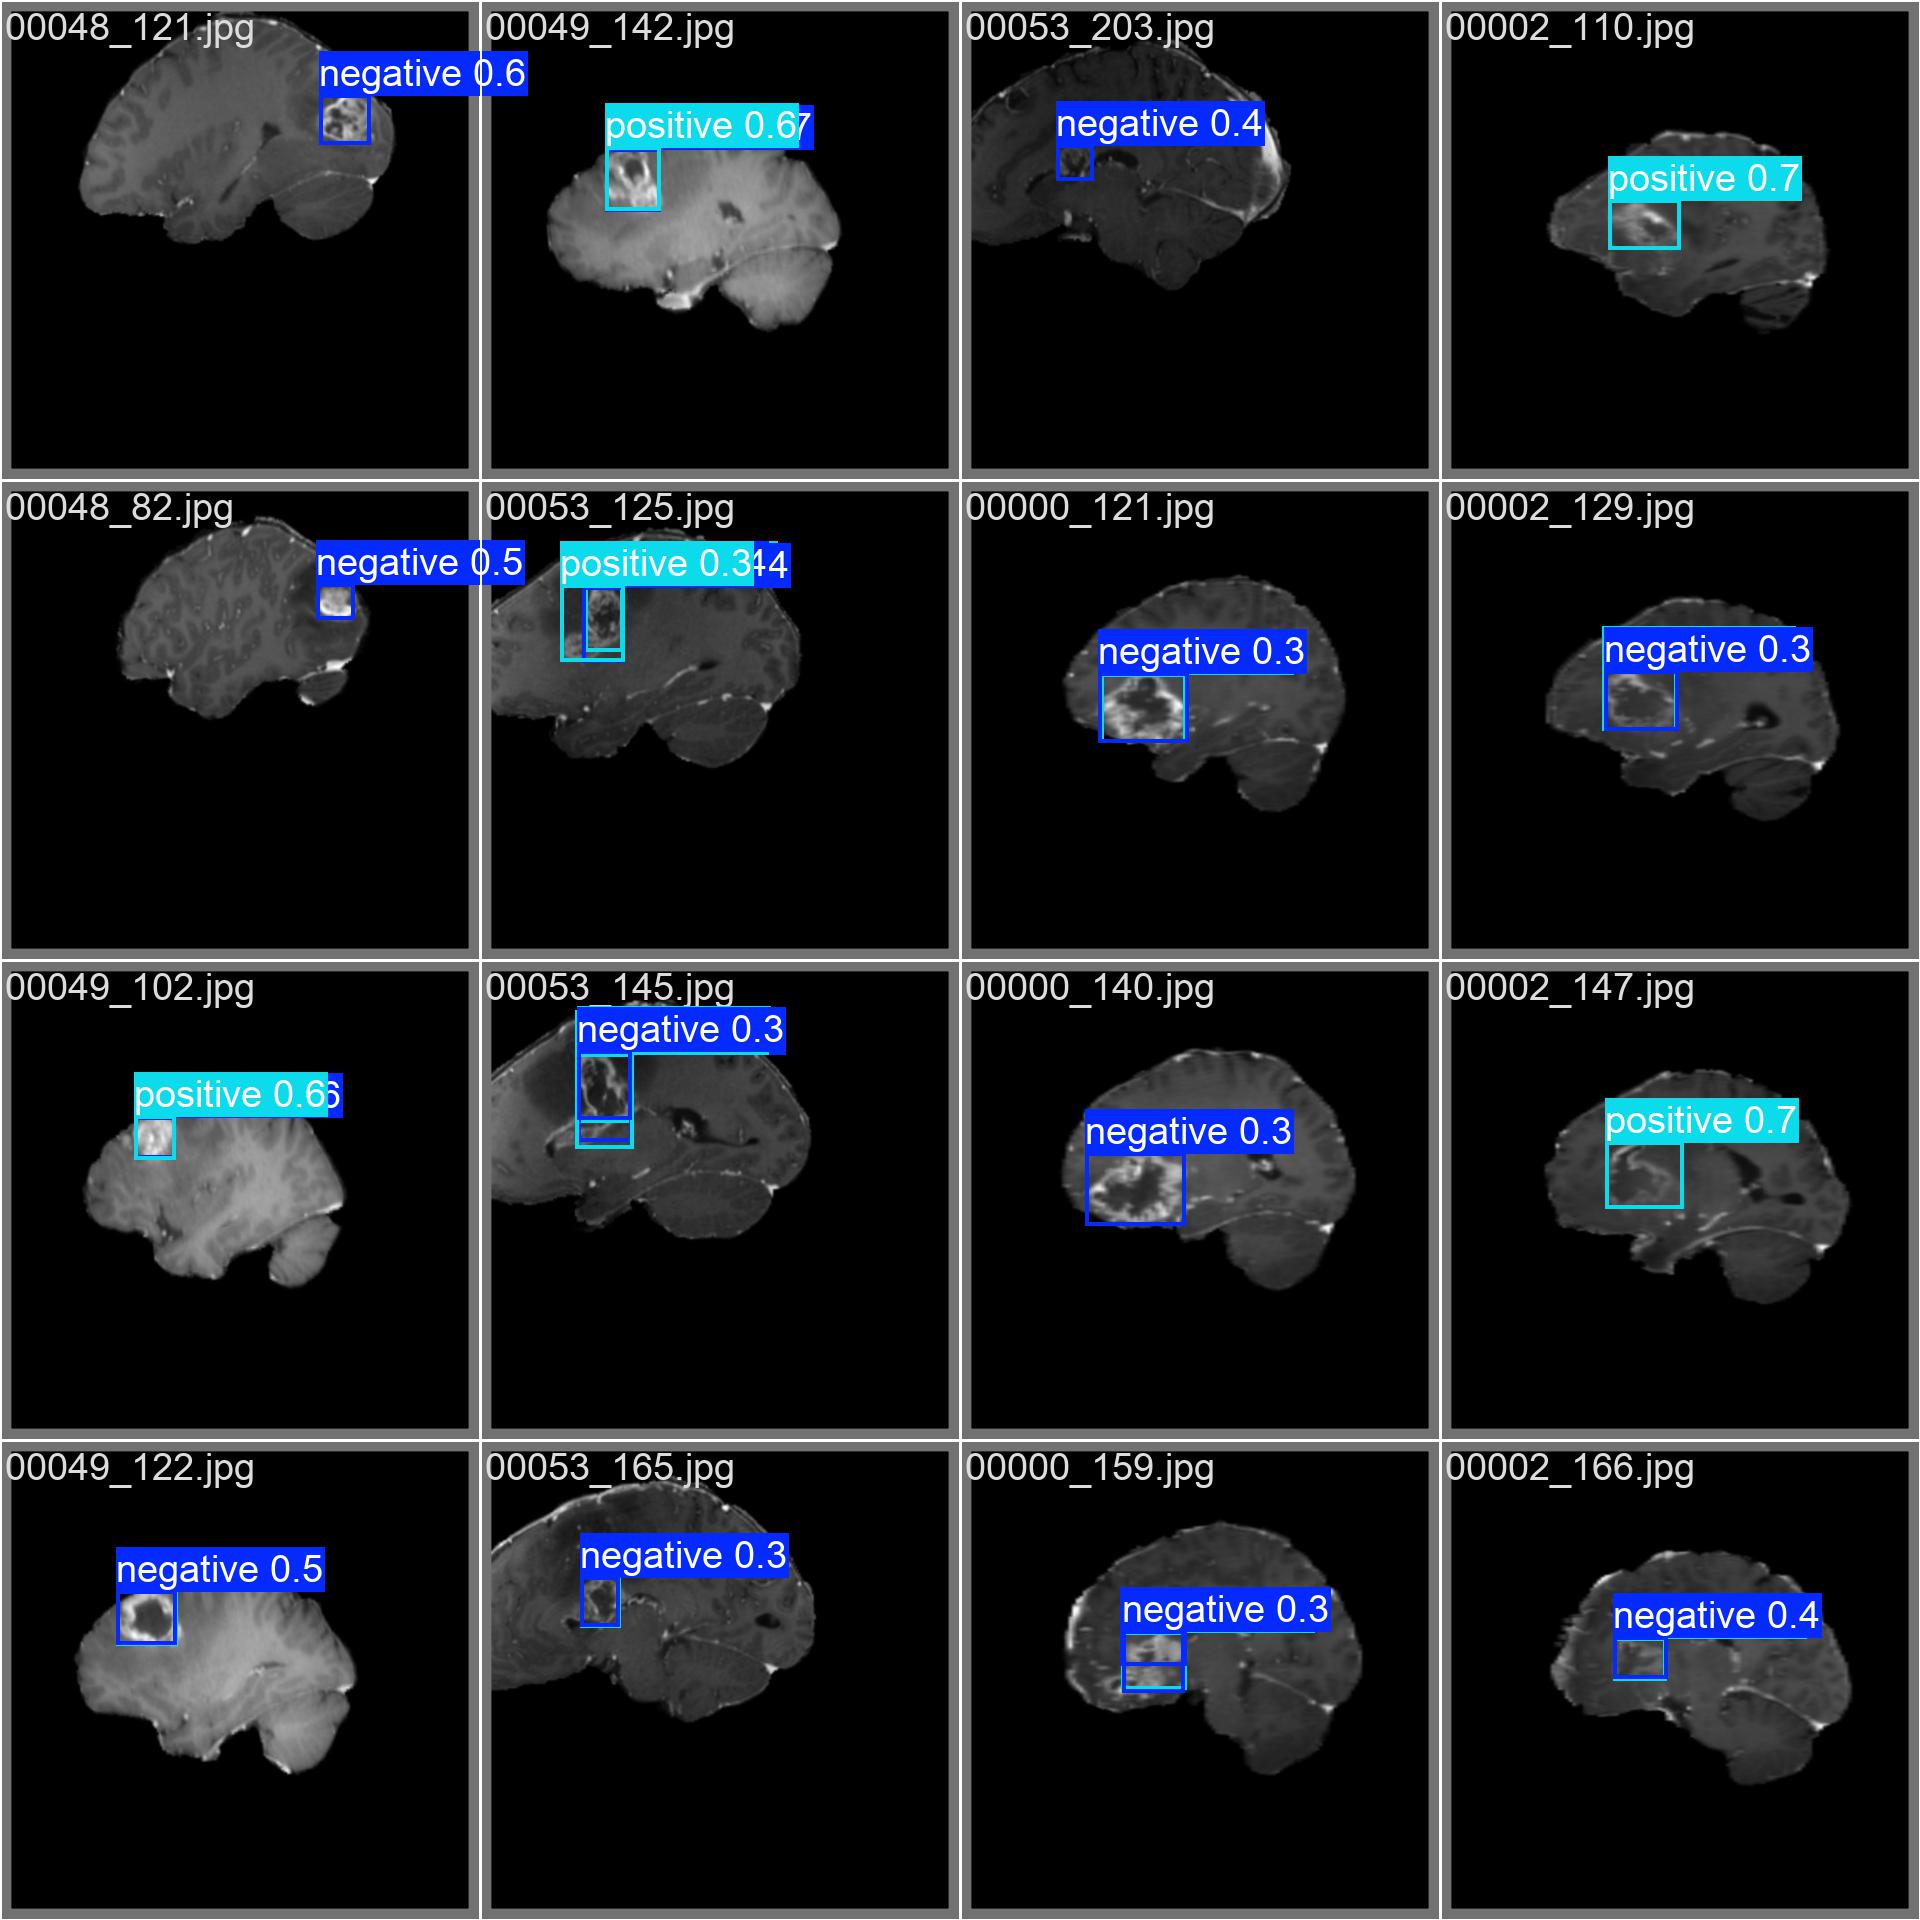 00048_121.jpg
negative 0.6
00049_142.jpg
positive 0.6
7
00053_203.jpg
negative 0.4
00002_110.jpg
positive 0.7
00048_82.jpg
negative 0.5
00053_125.jpg
positive 0.3
4
00000_121.jpg
negative 0.3
00002_129.jpg
negative 0.3
00049_102.jpg
positive 0.6
6
00053_145.jpg
negative 0.3
00000_140.jpg
negative 0.3
00002_147.jpg
positive 0.7
00049_122.jpg
negative 0.5
00053_165.jpg
negative 0.3
00000_159.jpg
negative 0.3
00002_166.jpg
negative 0.4